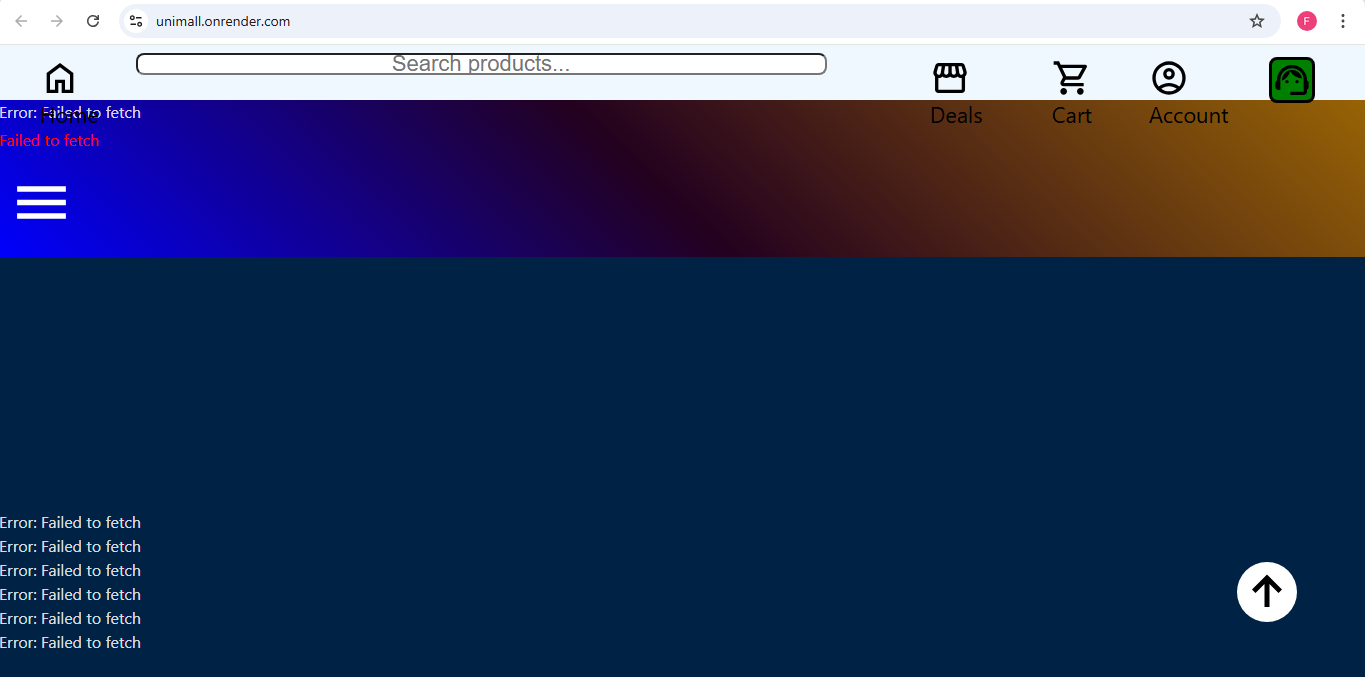 unimall.onrender.com
F
Search products...
Home
Deals
Cart
Account
Error: Failed to fetch
Failed to fetch
Error: Failed to fetch
Error: Failed to fetch
Error: Failed to fetch
Error: Failed to fetch
Error: Failed to fetch
Error: Failed to fetch